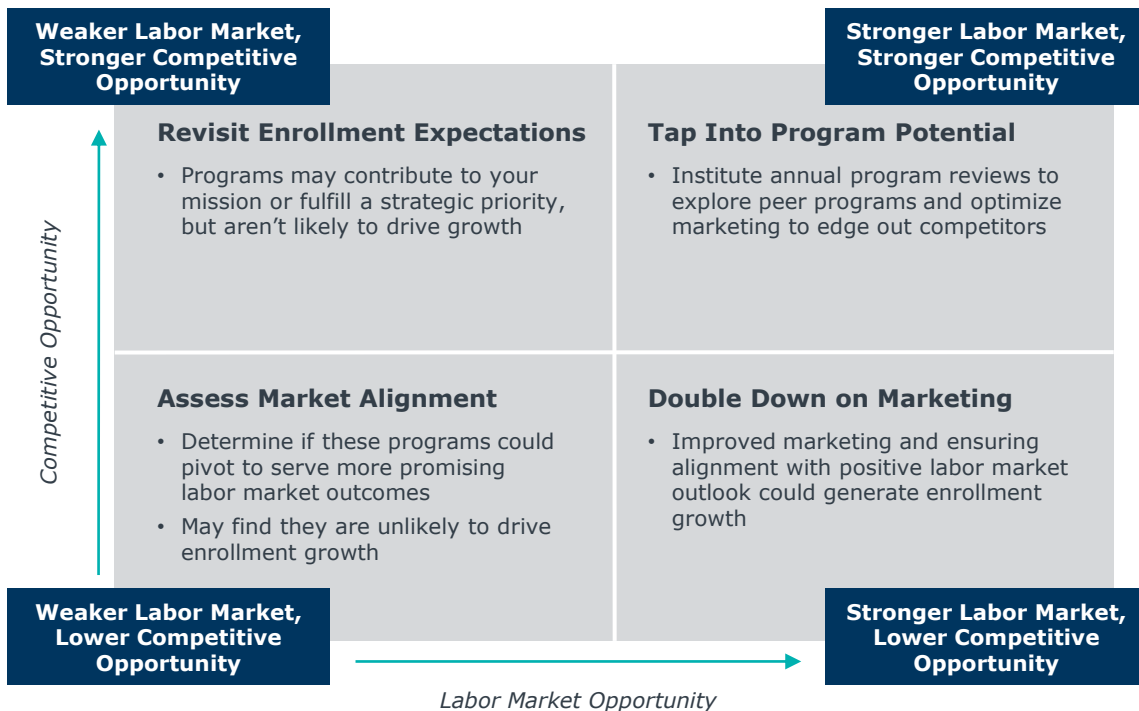 Weaker Labor Market,
Stronger Competitive
Opportunity
Stronger Labor Market,
Stronger Competitive
Opportunity
Revisit Enrollment Expectations
• Programs may contribute to your
mission or fulfill a strategic priority,
but aren’t likely to drive growth
Tap Into Program Potential
• Institute annual program reviews to
explore peer programs and optimize
marketing to edge out competitors
Competitive Opportunity
Assess Market Alignment
• Determine if these programs could
pivot to serve more promising
labor market outcomes
• May find they are unlikely to drive
enrollment growth
Double Down on Marketing
• Improved marketing and ensuring
alignment with positive labor market
outlook could generate enrollment
growth
Weaker Labor Market,
Lower Competitive
Opportunity
Stronger Labor Market,
Lower Competitive
Opportunity
Labor Market Opportunity